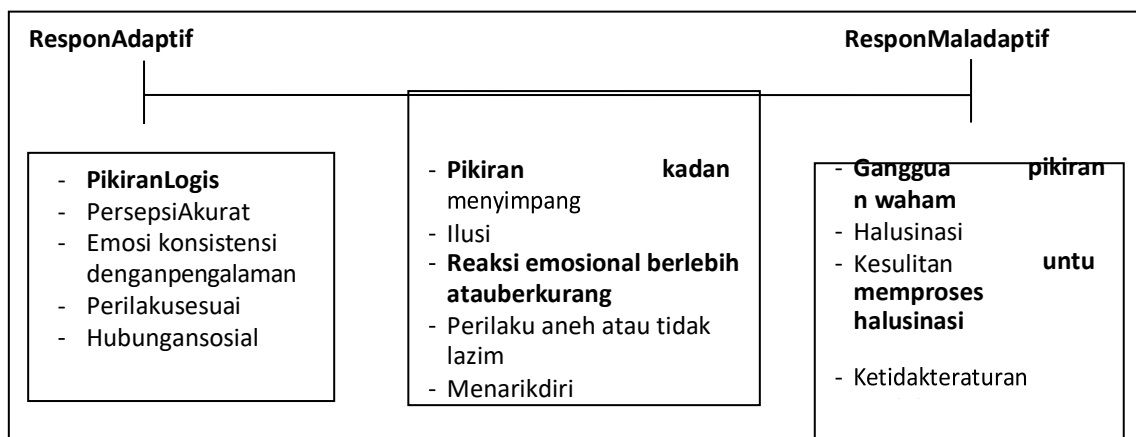 ResponAdaptif
ResponMaladaptif
- PikiranLogis
- PersepsiAkurat
- Emosi konsistensi
denganpengalaman
- Perilakusesuai
- Hubungansosial
- Pikiran kadan
menyimpang
- Ilusi
- Reaksi emosional berlebih
atauberkurang
- Perilaku aneh atau tidak
lazim
- Menarikdiri
- Ganggua pikiran
n waham
- Halusinasi
- Kesulitan untu
memproses
halusinasi
- Ketidakteraturan